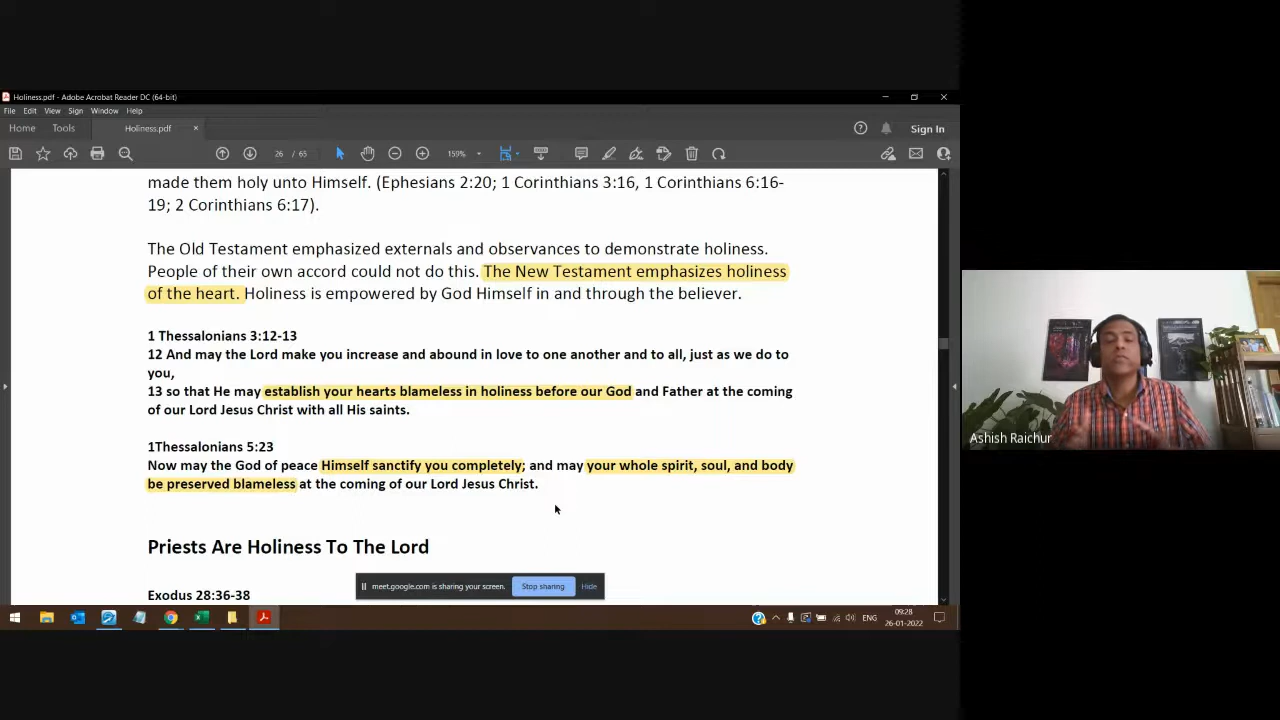 Holiness.pdf - Adobe Acrobat Reader DC (64-bit)
File Edit View Sign Window Help
Home Tools Holiness.pdf × Sign In
26 / 65 159%
made them holy unto Himself. (Ephesians 2:20; 1 Corinthians 3:16, 1 Corinthians 6:16-
19; 2 Corinthians 6:17).
The Old Testament emphasized externals and observances to demonstrate holiness.
People of their own accord could not do this. The New Testament emphasizes holiness
of the heart. Holiness is empowered by God Himself in and through the believer.
1 Thessalonians 3:12-13
12 And may the Lord make you increase and abound in love to one another and to all, just as we do to
you,
13 so that He may establish your hearts blameless in holiness before our God and Father at the coming
of our Lord Jesus Christ with all His saints.
1Thessalonians 5:23
Now may the God of peace Himself sanctify you completely; and may your whole spirit, soul, and body
be preserved blameless at the coming of our Lord Jesus Christ.
Priests Are Holiness To The Lord
meet.google.com is sharing your screen. Stop sharing Hide
Exodus 28:36-38
ENG
09:28
26-01-2022
Ashish Raichur